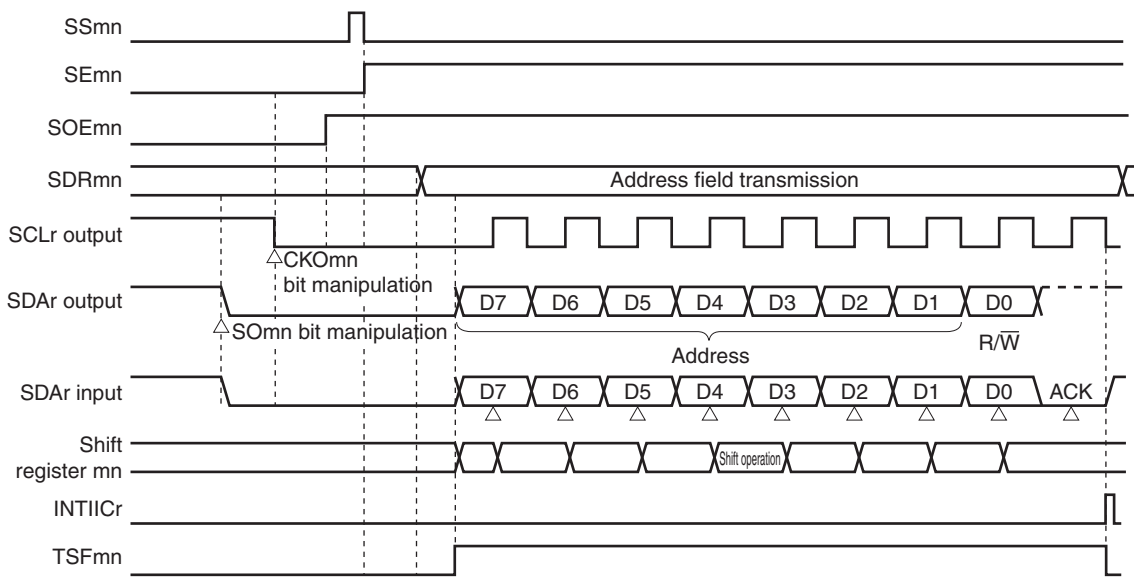 SSmn
SEmn
SOEmn
SDRmn
Address field transmission
SCLr output
CKOmn
bit manipulation
SDAr output
D7 D6 D5 D4 D3 D2 D1 D0
SOmn bit manipulation
Address
R/W̅
SDAr input
D7 D6 D5 D4 D3 D2 D1 D0 ACK
Shift
register mn
Shift operation
INTIICr
TSFmn